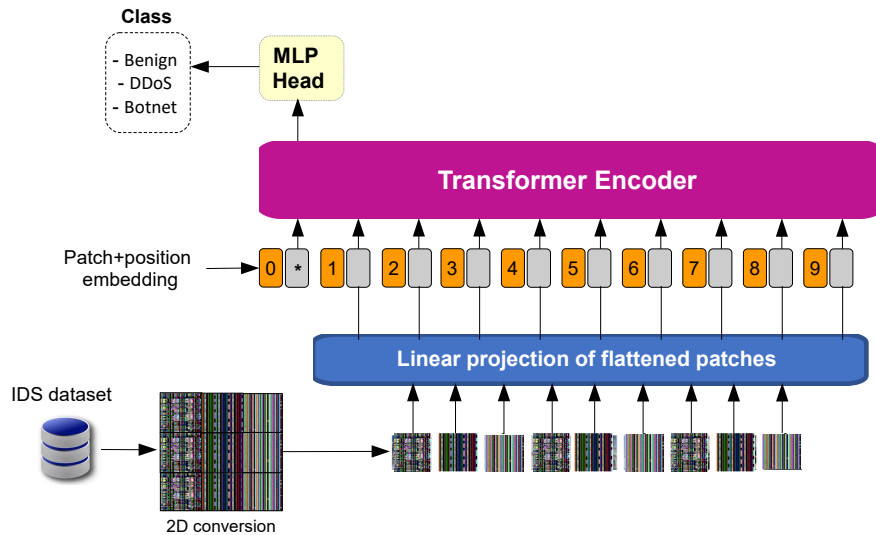 Class
- Benign
- DDoS
- Botnet
MLP
Head
Transformer Encoder
Patch+position
embedding
0 * 1 2 3 4 5 6 7 8 9
Linear projection of flattened patches
IDS dataset
2D conversion